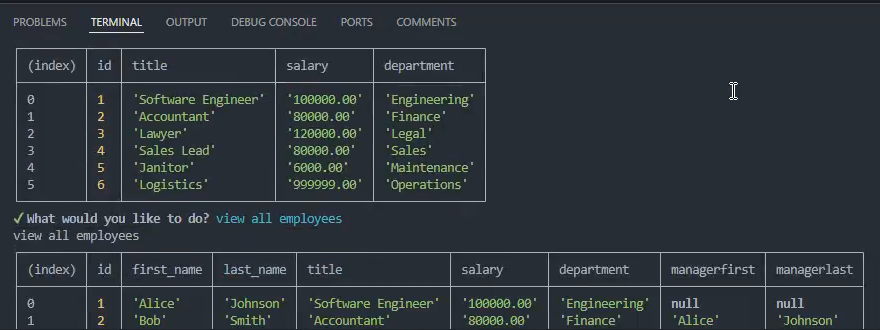 PROBLEMS TERMINAL OUTPUT DEBUG CONSOLE PORTS COMMENTS
(index) id title salary department
0 1 'Software Engineer' '100000.00' 'Engineering'
1 2 'Accountant' '80000.00' 'Finance'
2 3 'Lawyer' '120000.00' 'Legal'
3 4 'Sales Lead' '80000.00' 'Sales'
4 5 'Janitor' '6000.00' 'Maintenance'
5 6 'Logistics' '999999.00' 'Operations'
✓ What would you like to do? view all employees
view all employees
(index) id first_name last_name title salary department managerfirst managerlast
0 1 'Alice' 'Johnson' 'Software Engineer' '100000.00' 'Engineering' null null
1 2 'Bob' 'Smith' 'Accountant' '80000.00' 'Finance' 'Alice' 'Johnson'